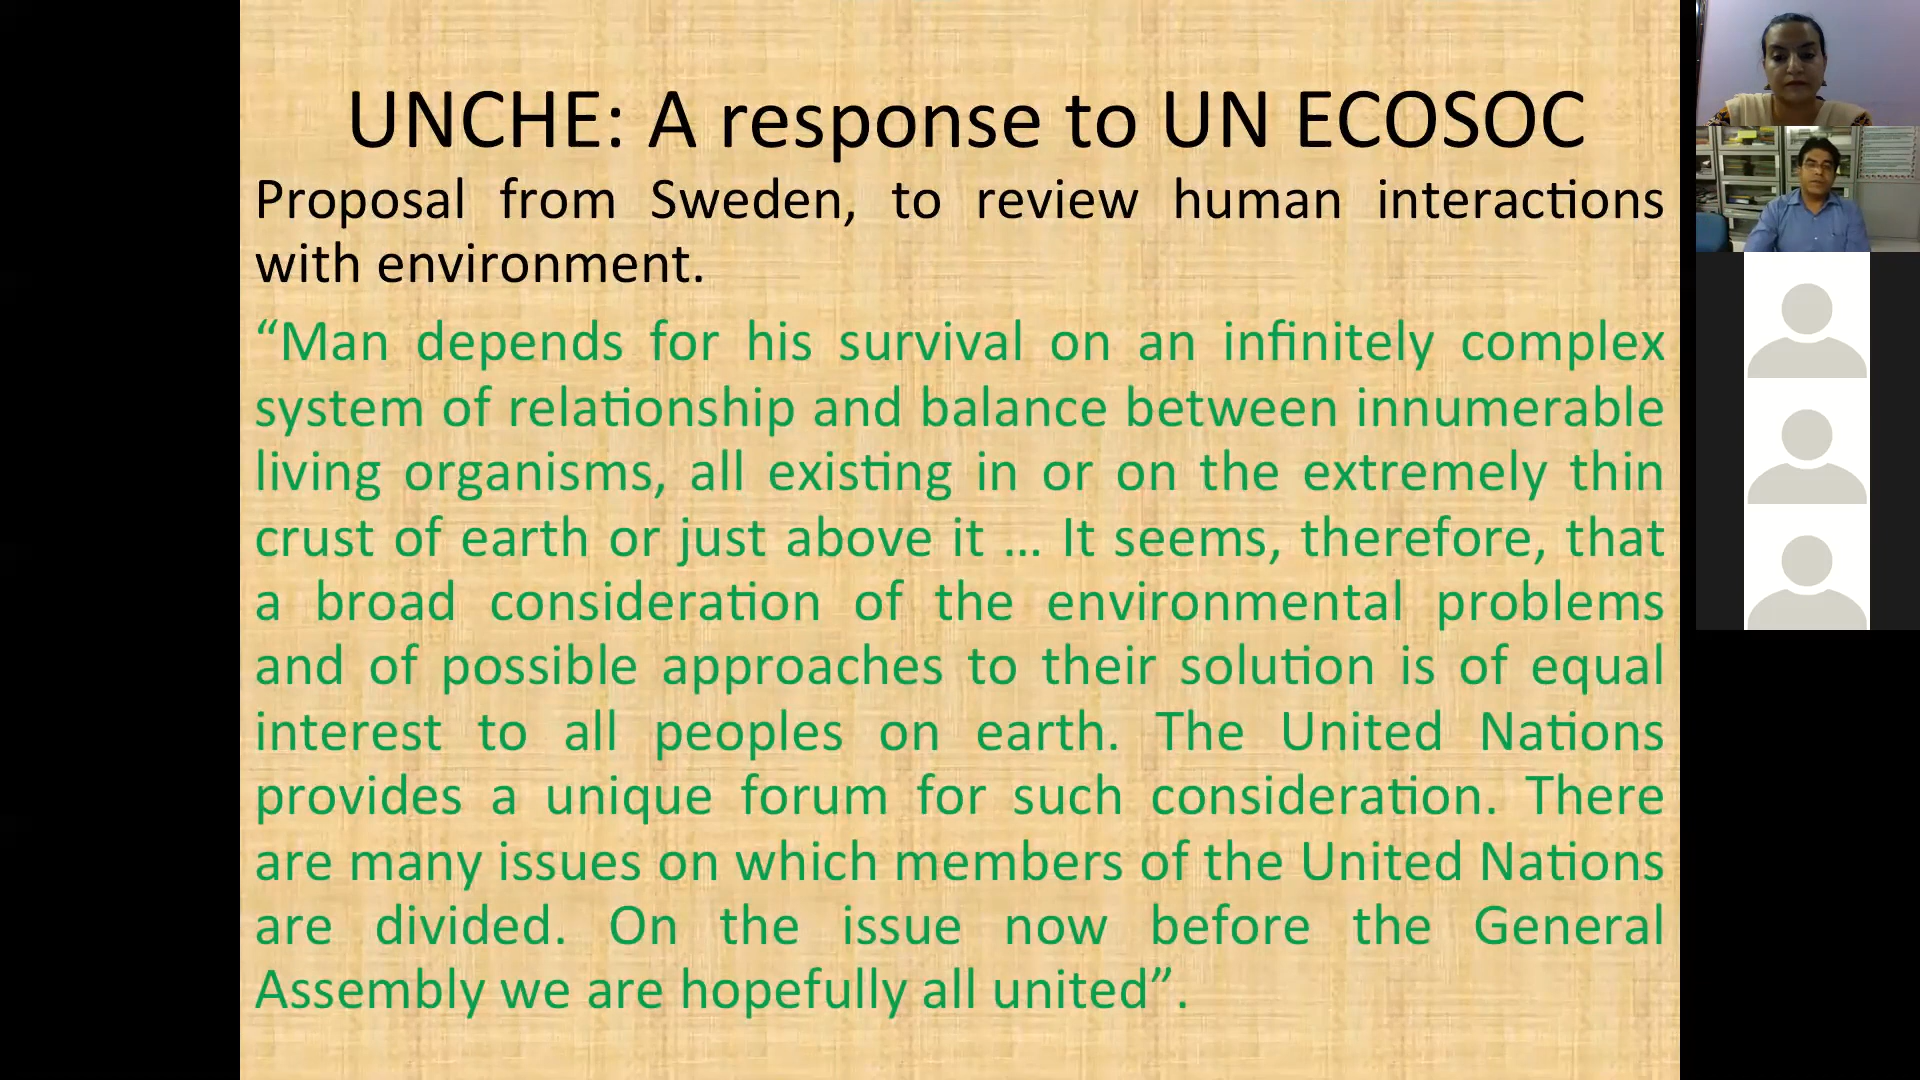 UNCHE: A response to UN ECOSOC
Proposal from Sweden, to review human interactions
with environment.
“Man depends for his survival on an infinitely complex
system of relationship and balance between innumerable
living organisms, all existing in or on the extremely thin
crust of earth or just above it … It seems, therefore, that
a broad consideration of the environmental problems
and of possible approaches to their solution is of equal
interest to all peoples on earth. The United Nations
provides a unique forum for such consideration. There
are many issues on which members of the United Nations
are divided. On the issue now before the General
Assembly we are hopefully all united”.